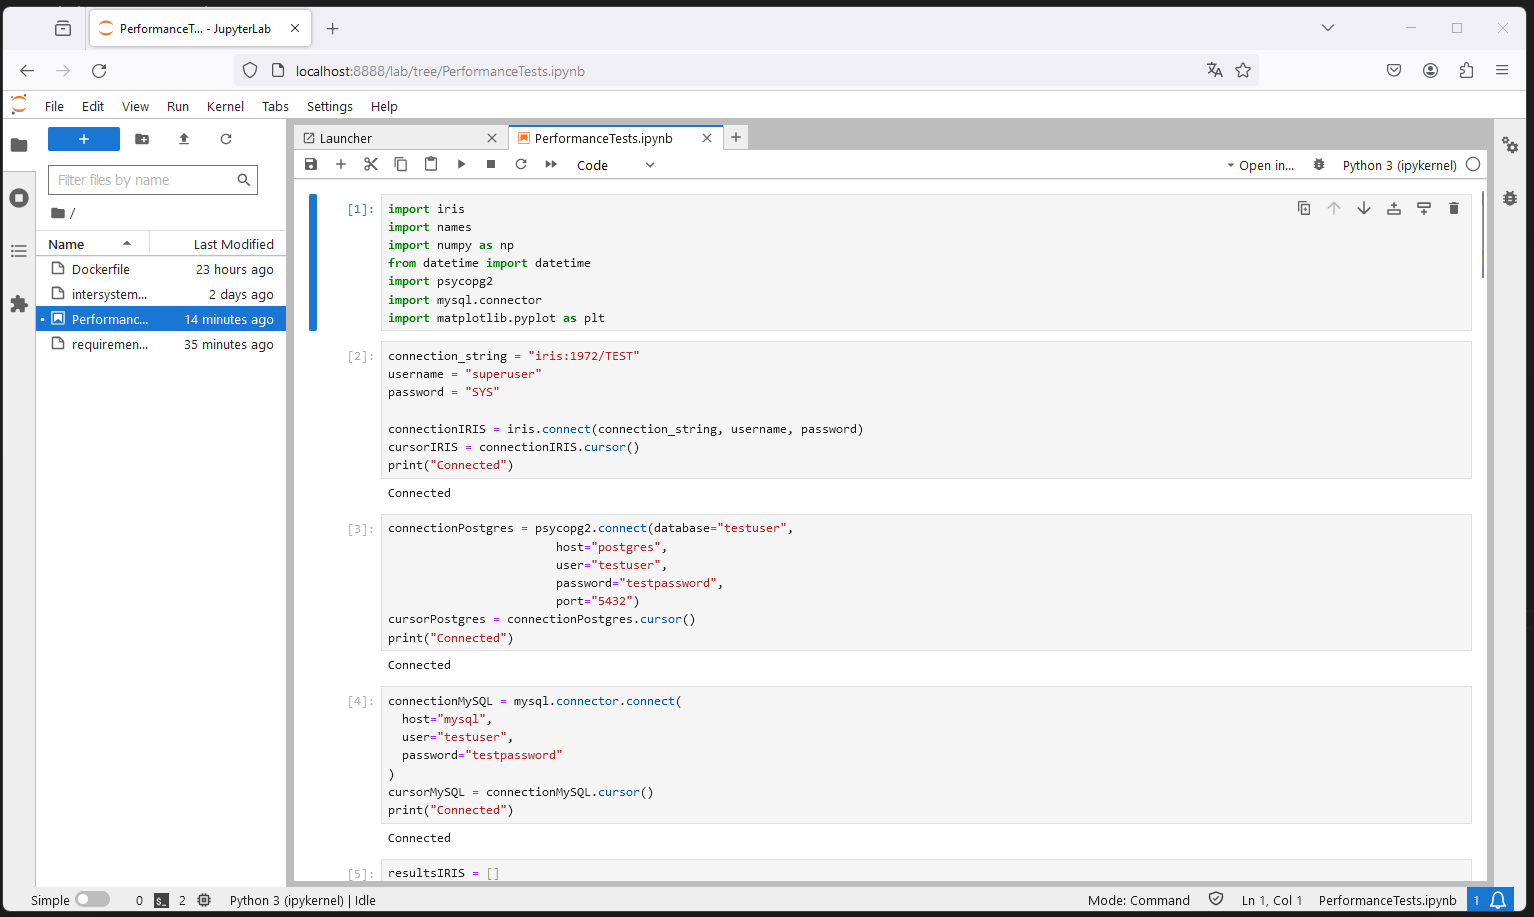 PerformanceT... - JupyterLab
localhost:8888/lab/tree/PerformanceTests.ipynb
File Edit View Run Kernel Tabs Settings Help
Launcher
PerformanceTests.ipynb
Code
Open in...
Python 3 (ipykernel)
Filter files by name
/
Name Last Modified
Dockerfile 23 hours ago
intersystem... 2 days ago
Performanc... 14 minutes ago
requiremen... 35 minutes ago
[1]: import iris
import names
import numpy as np
from datetime import datetime
import psycopg2
import mysql.connector
import matplotlib.pyplot as plt
[2]: connection_string = "iris:1972/TEST"
username = "superuser"
password = "SYS"
connectionIRIS = iris.connect(connection_string, username, password)
cursorIRIS = connectionIRIS.cursor()
print("Connected")
Connected
[3]: connectionPostgres = psycopg2.connect(database="testuser",
host="postgres",
user="testuser",
password="testpassword",
port="5432")
cursorPostgres = connectionPostgres.cursor()
print("Connected")
Connected
[4]: connectionMySQL = mysql.connector.connect(
host="mysql",
user="testuser",
password="testpassword"
)
cursorMySQL = connectionMySQL.cursor()
print("Connected")
Connected
[5]: resultsIRIS = []
Simple 0 2 Python 3 (ipykernel) | Idle Mode: Command Ln 1, Col 1 PerformanceTests.ipynb 1